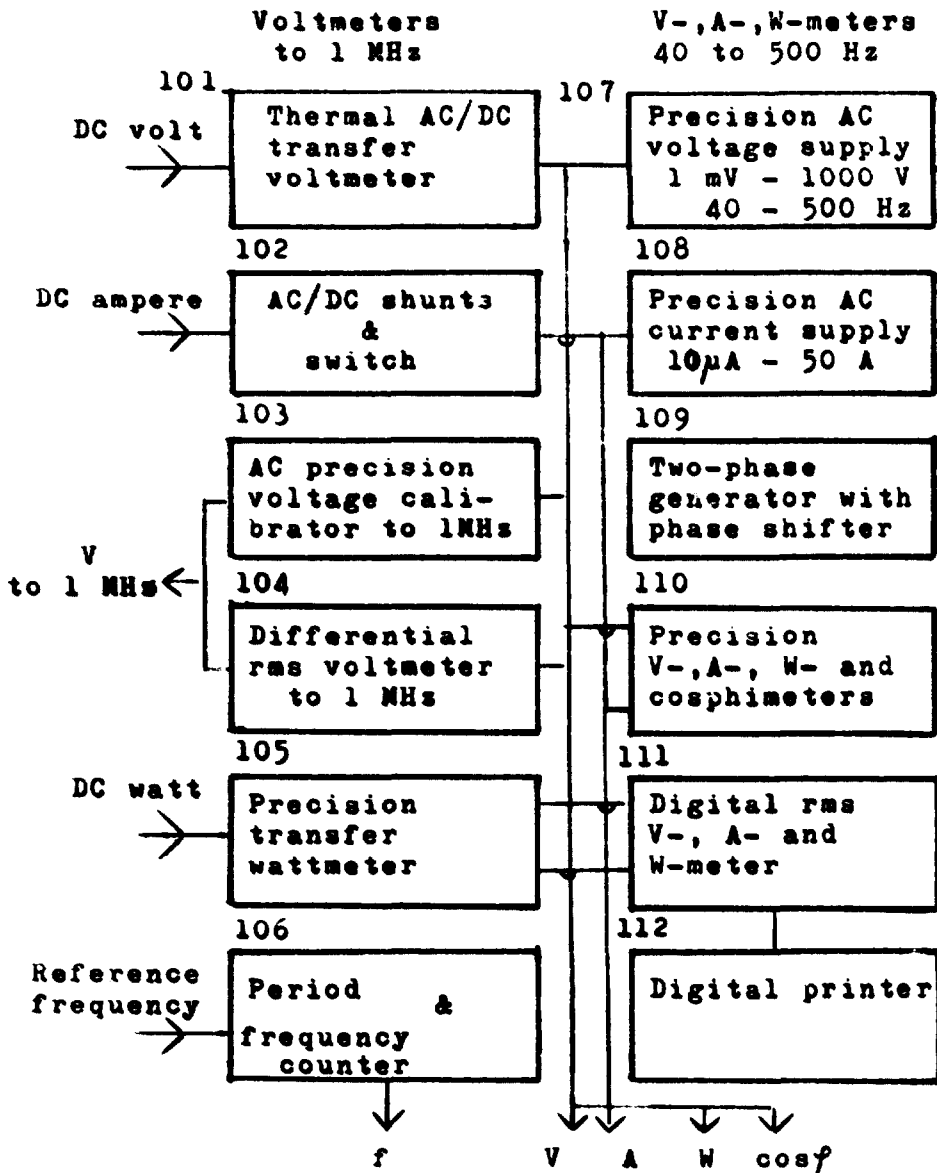 Voltmeters
to 1 MHz
V-,A-,W-meters
40 to 500 Hz
101
DC volt
Thermal AC/DC
transfer
voltmeter
107
Precision AC
voltage supply
1 mV - 1000 V
40 - 500 Hz
102
DC ampere
AC/DC shunts
&
switch
108
Precision AC
current supply
10µA - 50 A
103
AC precision
voltage cali-
brator to 1MHz
109
Two-phase
generator with
phase shifter
V
to 1 MHz
104
Differential
rms voltmeter
to 1 MHz
110
Precision
V-,A-, W- and
cosphimeters
105
DC watt
Precision
transfer
wattmeter
111
Digital rms
V-, A- and
W-meter
106
Reference
frequency
Period &
frequency
counter
112
Digital printer
f V A W cosφ